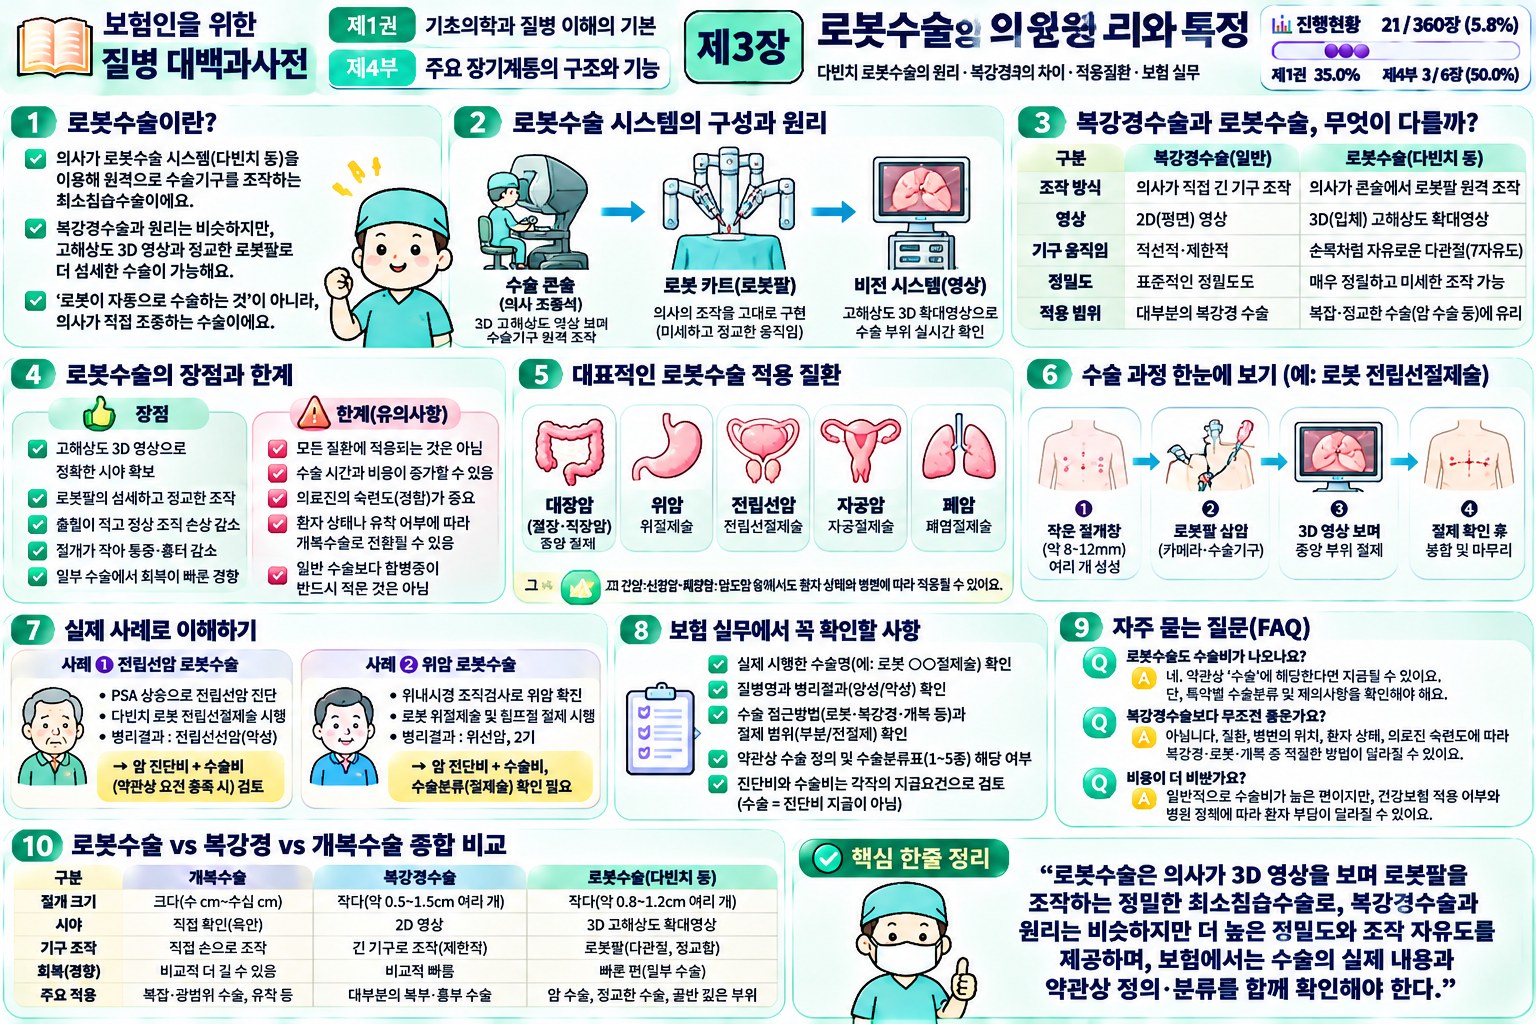 보험인을 위한
질병 대백과사전
제1권 기초의학과 질병 이해의 기본
제4부 주요 장기계통의 구조와 기능
제3장
로봇수술
다빈치 로봇수술의 원리 · 복강경과의 차이 · 적응질환 · 보험 실무
진행현황 21 / 360장 (5.8%)
제1권 35.0% 제4부 3 / 6장 (50.0%)
1 로봇수술이란?
의사가 로봇수술 시스템(다빈치 등)을
이용해 원격으로 수술기구를 조작하는
최소침습수술이에요.
복강경수술과 원리는 비슷하지만,
고해상도 3D 영상과 정교한 로봇팔로
더 섬세한 수술이 가능해요.
‘로봇이 자동으로 수술하는 것’이 아니라,
의사가 직접 조종하는 수술이에요.
2 로봇수술 시스템의 구성과 원리
수술 콘솔
(의사 조종석)
3D 고해상도 영상 보며
수술기구 원격 조작
로봇 카트(로봇팔)
의사의 조작을 그대로 구현
(미세하고 정교한 움직임)
비전 시스템(영상)
고해상도 3D 확대영상으로
수술 부위 실시간 확인
3 복강경수술과 로봇수술, 무엇이 다를까?
구분 복강경수술(일반) 로봇수술(다빈치 등)
조작 방식 의사가 직접 긴 기구 조작 의사가 콘솔에서 로봇팔 원격 조작
영상 2D(평면) 영상 3D(입체) 고해상도 확대영상
기구 움직임 직선적·제한적 손목처럼 자유로운 다관절(7자유도)
정밀도 표준적인 정밀도도 매우 정밀하고 미세한 조작 가능
적용 범위 대부분의 복강경 수술 복잡·정교한 수술(암 수술 등)에 유리
4 로봇수술의 장점과 한계
장점
고해상도 3D 영상으로
정확한 시야 확보
로봇팔의 섬세하고 정교한 조작
출혈이 적고 정상 조직 손상 감소
절개가 작아 통증·흉터 감소
일부 수술에서 회복이 빠른 경향
한계(유의사항)
모든 질환에 적용되는 것은 아님
수술 시간과 비용이 증가할 수 있음
의료진의 숙련도(경험)가 중요
환자 상태나 유착 여부에 따라
개복수술로 전환될 수 있음
일반 수술보다 합병증이
반드시 적은 것은 아님
5 대표적인 로봇수술 적용 질환
대장암
(결장·직장암)
종양 절제
위암
위절제술
전립선암
전립선절제술
자궁암
자궁절제술
폐암
폐엽절제술
환자 상태와 병변에 따라 적용될 수 있어요.
6 수술 과정 한눈에 보기 (예: 로봇 전립선절제술)
1
작은 절개창
(약 8~12mm)
여러 개 생성
2
로봇팔 삽입
(카메라·수술기구)
3
3D 영상 보며
종양 부위 절제
4
절제 확인 후
봉합 및 마무리
7 실제 사례로 이해하기
사례 1 전립선암 로봇수술
• PSA 상승으로 전립선암 진단
• 다빈치 로봇 전립선절제술 시행
• 병리결과 : 전립선선암(악성)
→ 암 진단비 + 수술비
(약관상 요건 충족 시) 검토
사례 2 위암 로봇수술
• 위내시경 조직검사로 위암 확진
• 로봇 위절제술 및 림프절 절제 시행
• 병리결과 : 위선암, 2기
→ 암 진단비 + 수술비,
수술분류(절제술) 확인 필요
8 보험 실무에서 꼭 확인할 사항
실제 시행한 수술명(예: 로봇 ○○절제술) 확인
질병명과 병리결과(양성/악성) 확인
수술 접근방법(로봇·복강경·개복 등)과
절제 범위(부분/전절제) 확인
약관상 수술 정의 및 수술분류표(1~5종) 해당 여부
진단비와 수술비는 각각의 지급요건으로 검토
(수술 = 진단비 지급이 아님)
9 자주 묻는 질문(FAQ)
Q 로봇수술도 수술비가 나오나요?
A 네. 약관상 ‘수술’에 해당한다면 지급될 수 있어요.
단, 특약별 수술분류 및 제외사항을 확인해야 해요.
Q 복강경수술보다 무조건 좋은가요?
A 아닙니다. 질환, 병변의 위치, 환자 상태, 의료진 숙련도에 따라
복강경·로봇·개복 중 적절한 방법이 달라질 수 있어요.
Q 비용이 더 비싼가요?
A 일반적으로 수술비가 높은 편이지만, 건강보험 적용 여부와
병원 정책에 따라 환자 부담이 달라질 수 있어요.
10 로봇수술 vs 복강경 vs 개복수술 종합 비교
구분 개복수술 복강경수술 로봇수술(다빈치 등)
절개 크기 크다(수 cm~수십 cm) 작다(약 0.5~1.5cm 여러 개) 작다(약 0.8~1.2cm 여러 개)
시야 직접 확인(육안) 2D 영상 3D 고해상도 확대영상
기구 조작 직접 손으로 조작 긴 기구로 조작(제한적) 로봇팔(다관절, 정교함)
회복(경향) 비교적 더 길 수 있음 비교적 빠름 빠른 편(일부 수술)
주요 적용 복잡·광범위 수술, 유착 등 대부분의 복부·흉부 수술 암 수술, 정교한 수술, 골반 깊은 부위
핵심 한줄 정리
“로봇수술은 의사가 3D 영상을 보며 로봇팔을
조작하는 정밀한 최소침습수술로, 복강경수술과
원리는 비슷하지만 더 높은 정밀도와 조작 자유도를
제공하며, 보험에서는 수술의 실제 내용과
약관상 정의·분류를 함께 확인해야 한다.”